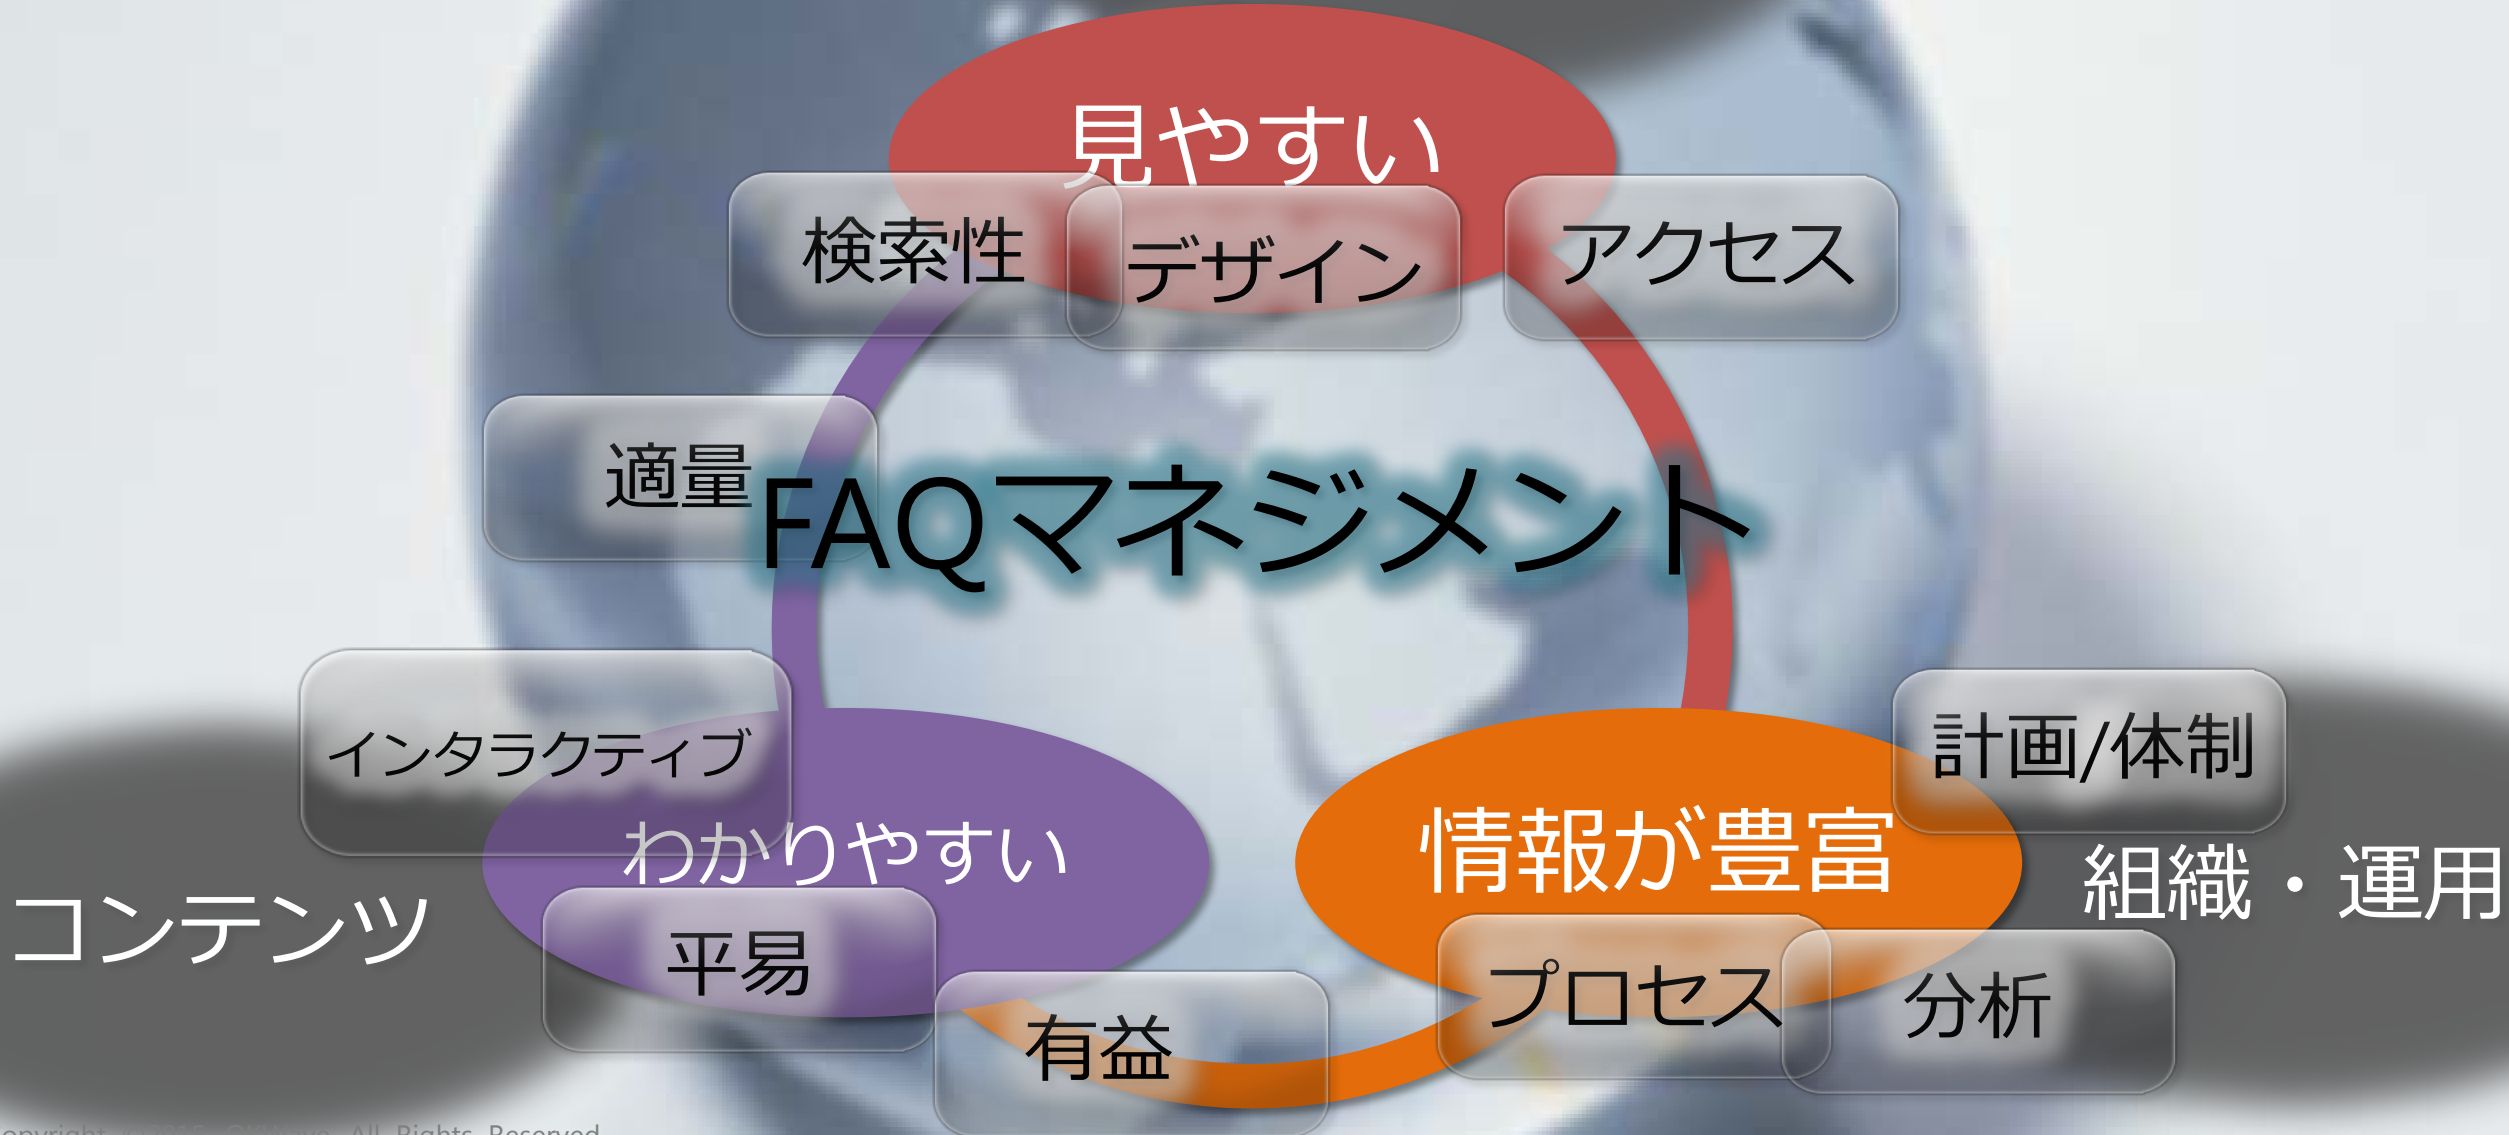 見やすい
検索性
デザイン
アクセス
適量
FAQマネジメント
インタラクティブ
計画/体制
わかりやすい
情報が豊富
コンテンツ
組織・運用
平易
プロセス
分析
有益
All Rights Reserved